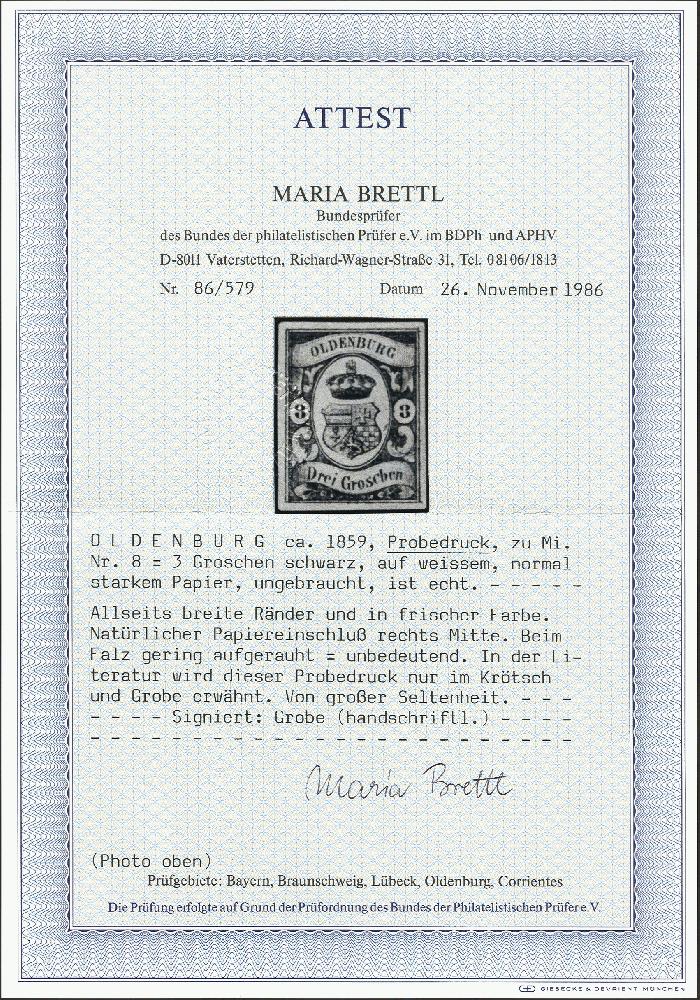 ATTEST
MARIA BRETTL
Bundesprüfer
des Bundes der philatelistischen Prüfer e.V. im BDPh und APHV
D-8011 Vaterstetten, Richard-Wagner-Straße 31, Tel. 08106/1813
Nr. 86/579 Datum 26. November 1986
OLDENBURG
3 3
Drei Groschen
O L D E N B U R G ca. 1859, Probedruck, zu Mi.
Nr. 8 = 3 Groschen schwarz, auf weissem, normal
starkem Papier, ungebraucht, ist echt. - - - - -
Allseits breite Ränder und in frischer Farbe.
Natürlicher Papiereinschluß rechts Mitte. Beim
Falz gering aufgerauht = unbedeutend. In der Li-
teratur wird dieser Probedruck nur im Krötsch
und Grobe erwähnt. Von großer Seltenheit. - - -
- - - - Signiert: Grobe (handschriftl.) - - - -
- - - - - - - - - - - - - - - - - - - - - - -
Maria Brettl
(Photo oben)
Prüfgebiete: Bayern, Braunschweig, Lübeck, Oldenburg, Corrientes
Die Prüfung erfolgte auf Grund der Prüfordnung des Bundes der Philatelistischen Prüfer e.V.
GIESECKE & DEVRIENT MÜNCHEN